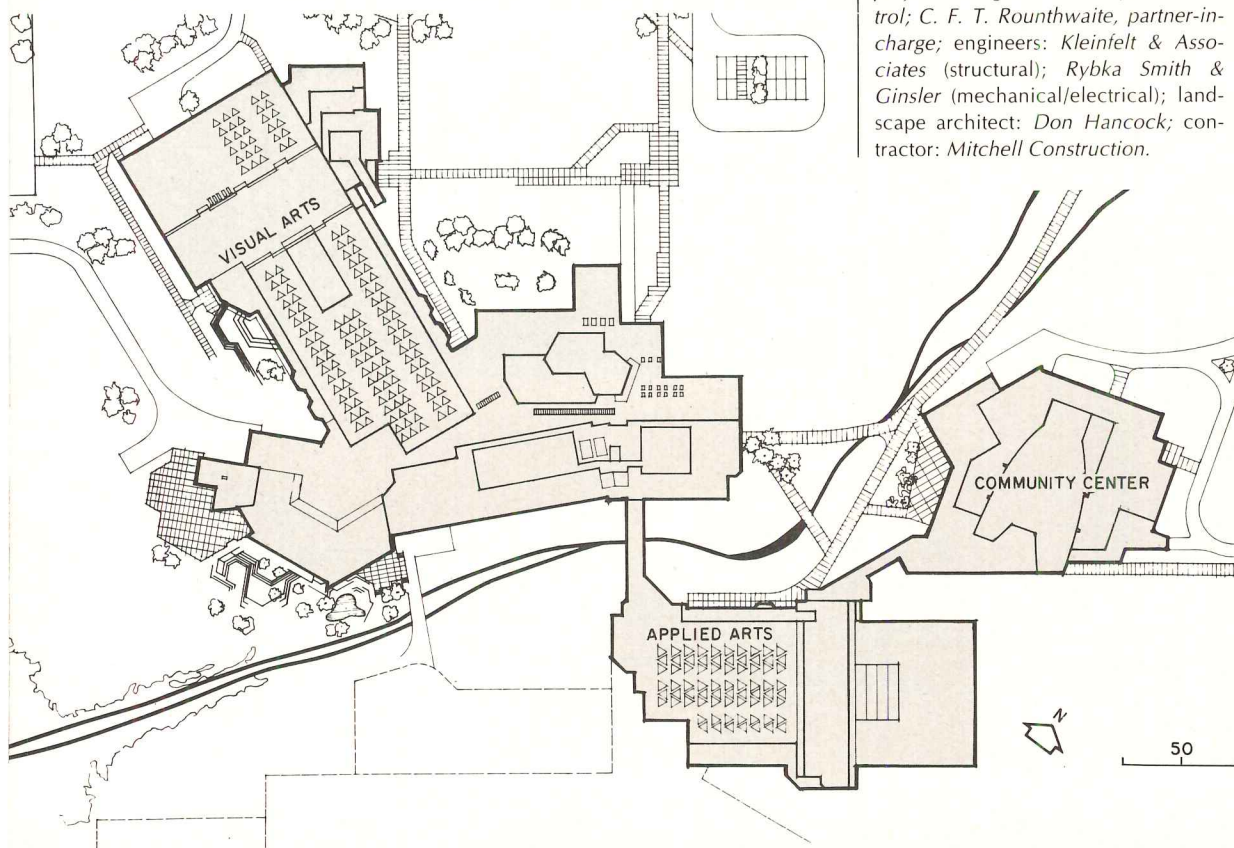 trol; C. F. T. Rounthwaite, partner-in-
charge; engineers: Kleinfelt & Asso-
ciates (structural); Rybka Smith &
Ginsler (mechanical/electrical); land-
scape architect: Don Hancock; con-
tractor: Mitchell Construction.
VISUAL ARTS
COMMUNITY CENTER
APPLIED ARTS
N
50